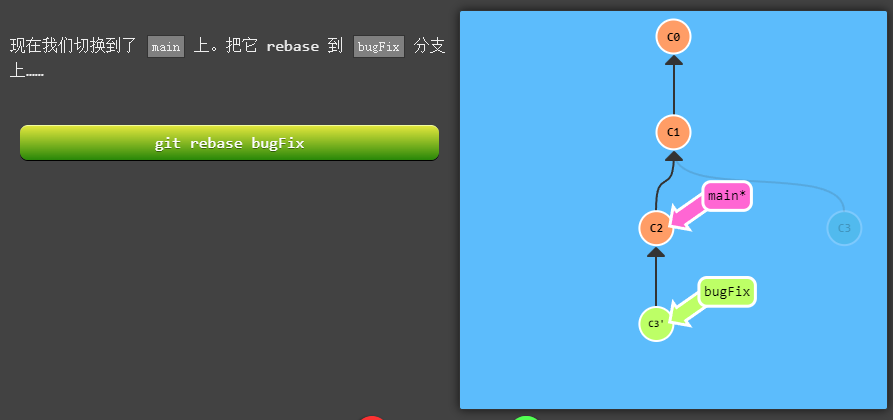 现在我们切换到了 main 上。把它 rebase 到 bugFix 分支
上……
git rebase bugFix
C0
C1
main*
C2
C3
bugFix
C3'